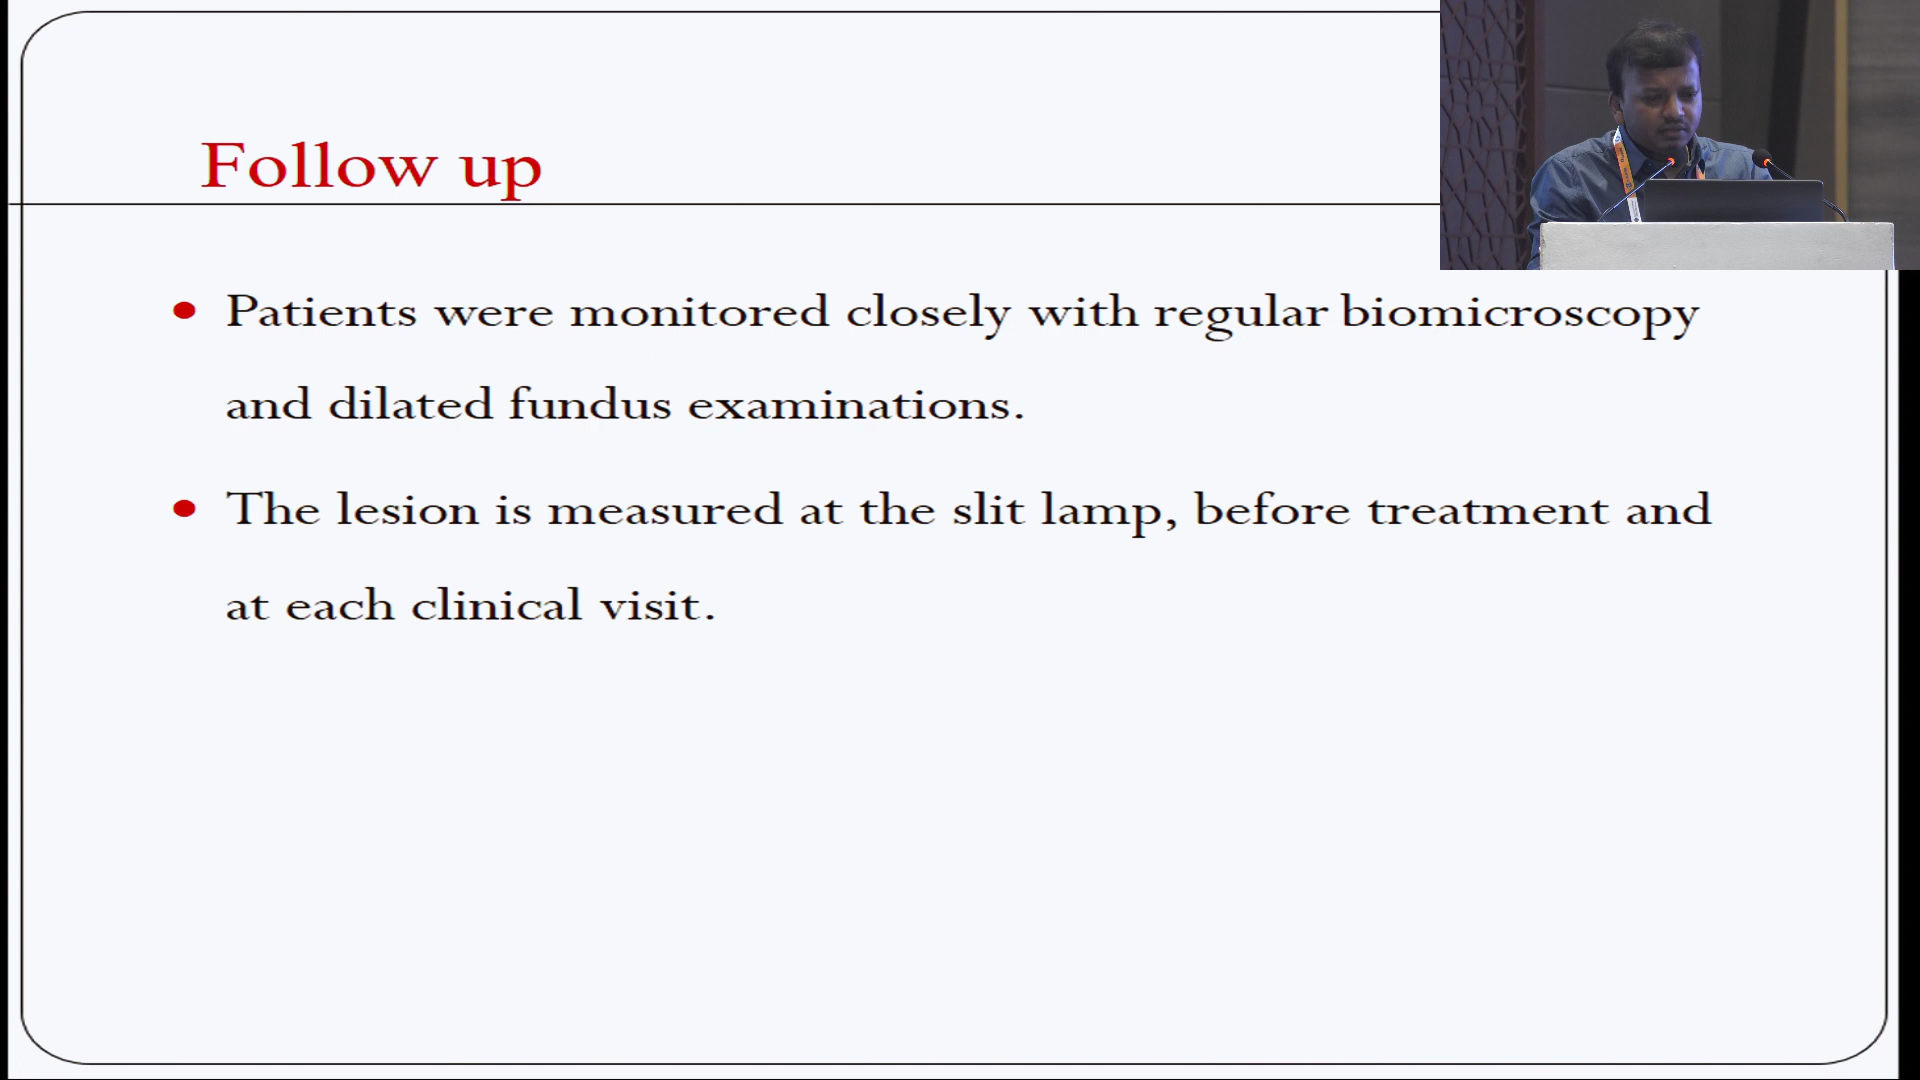 Follow up
• Patients were monitored closely with regular biomicroscopy
and dilated fundus examinations.
• The lesion is measured at the slit lamp, before treatment and
at each clinical visit.